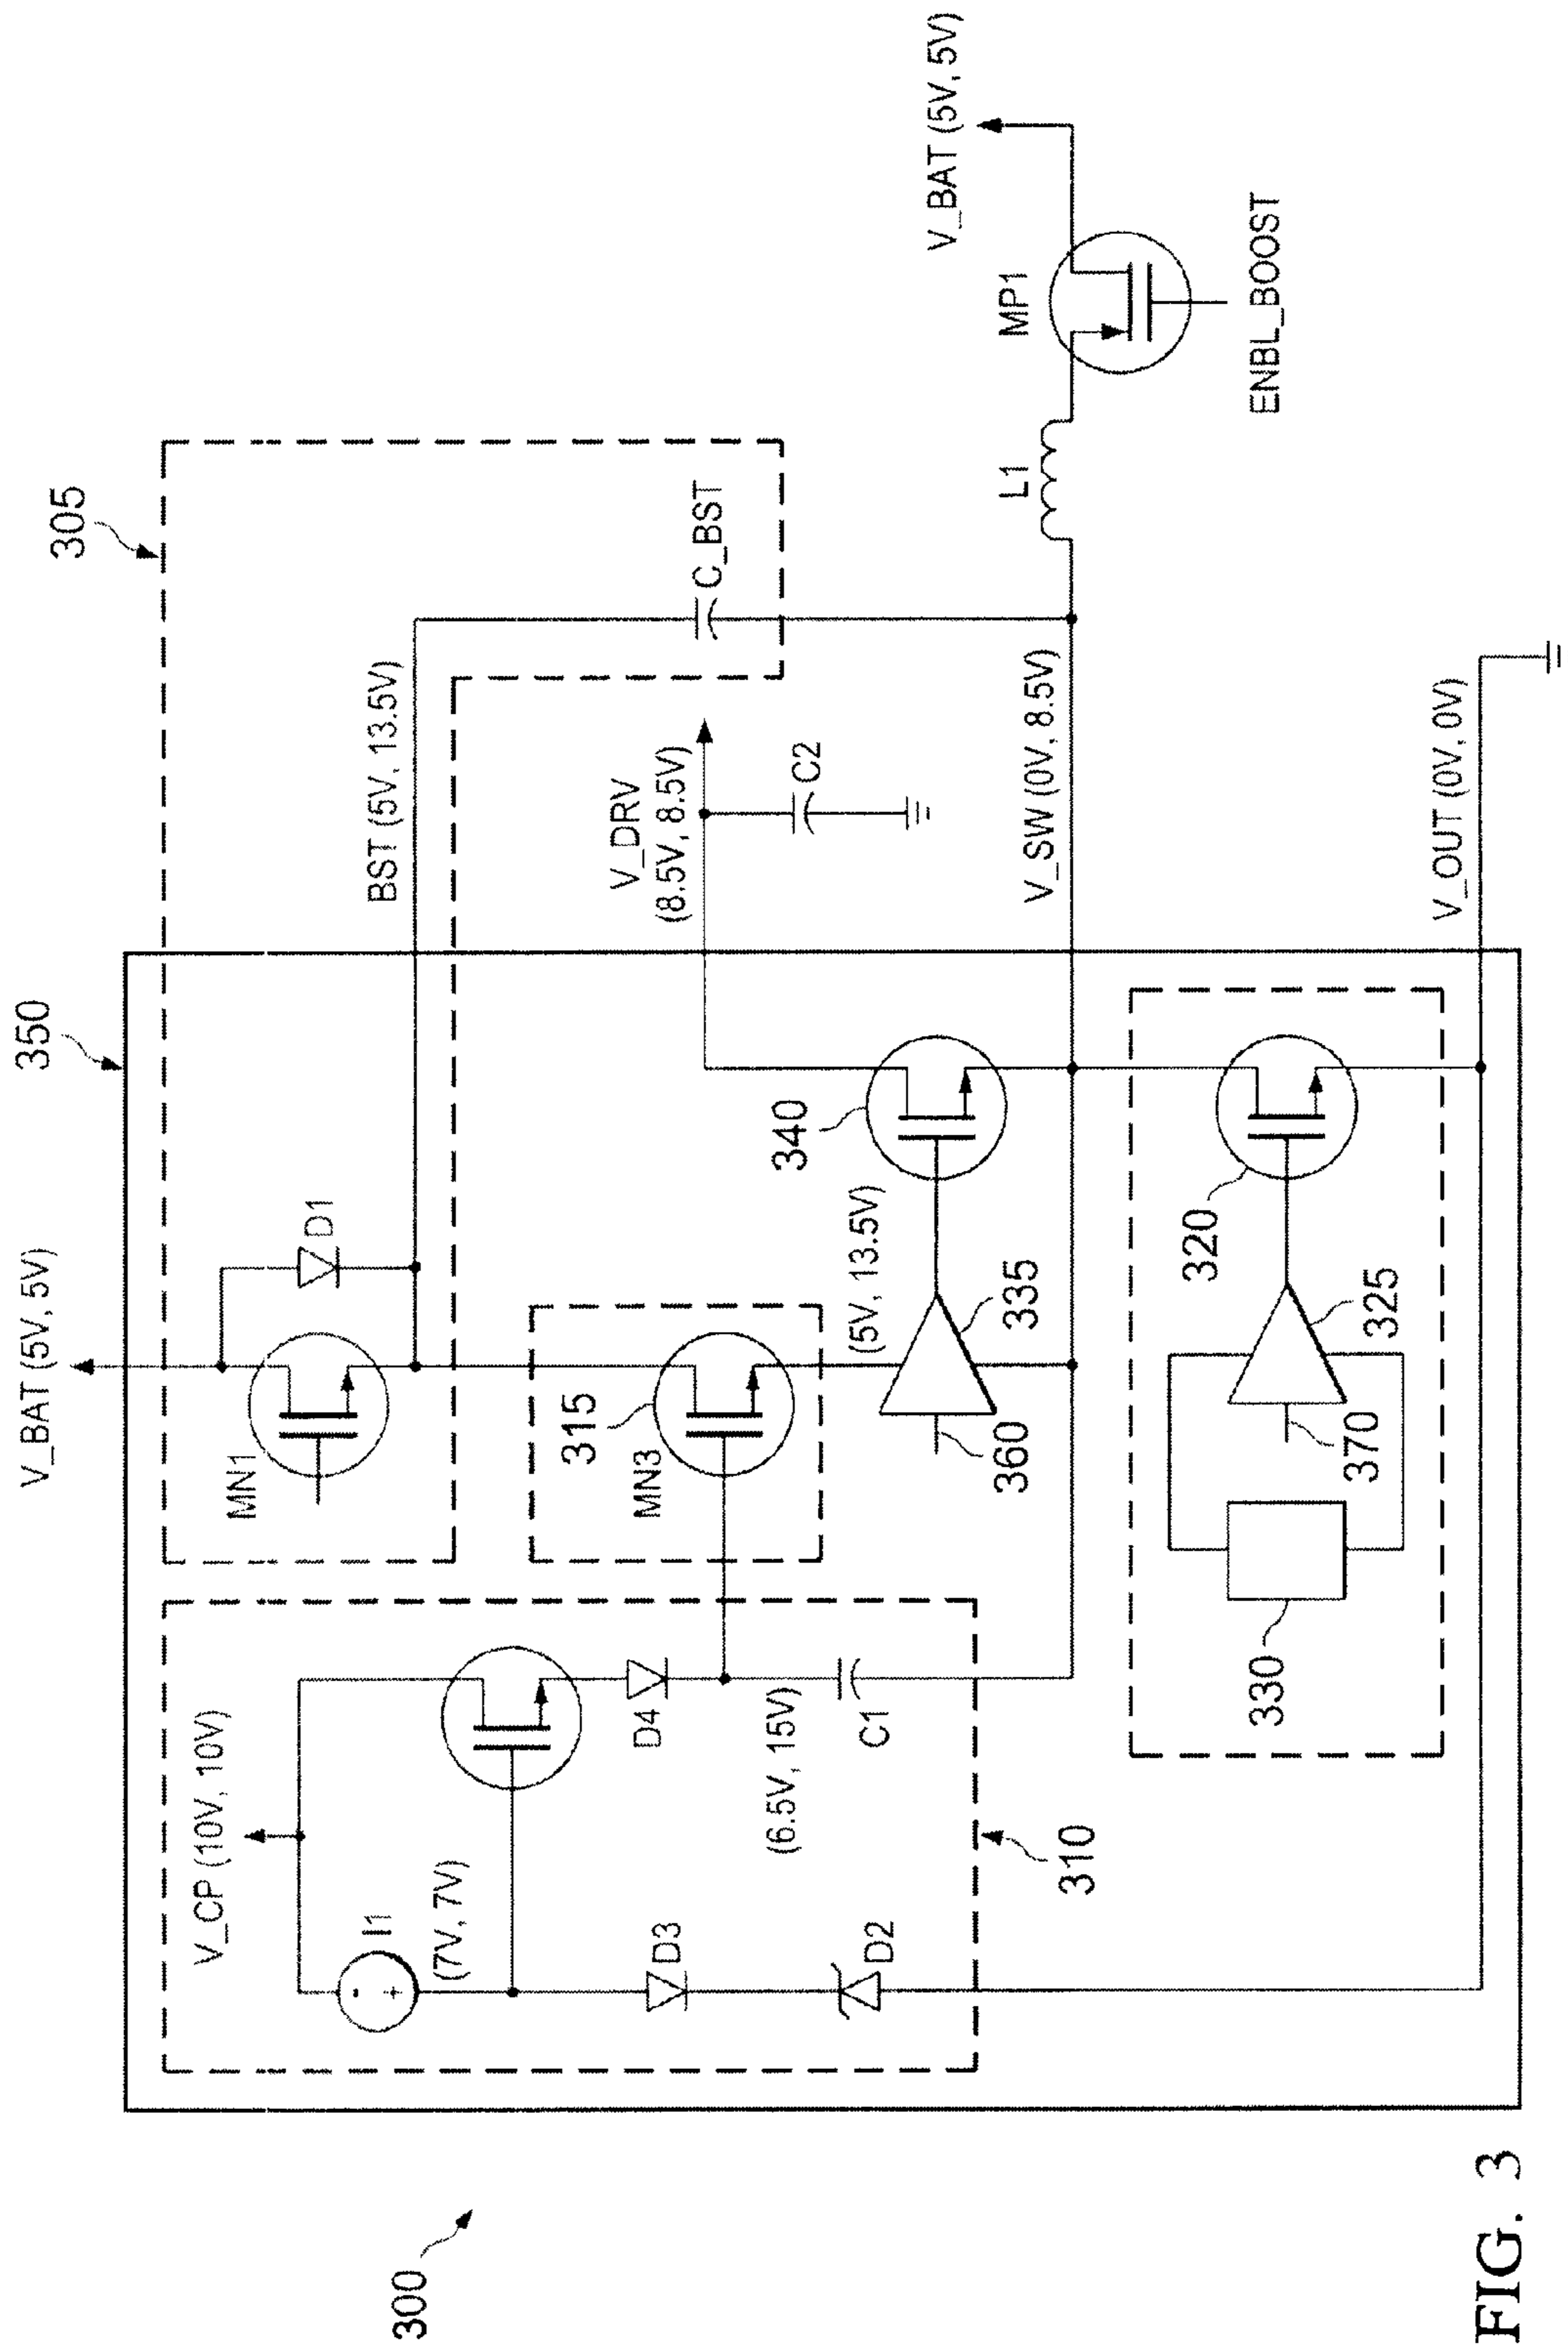 300
350
305
V_BAT (5V, 5V)
MN1
D1
BST (5V, 13.5V)
C_BST
V_CP (10V, 10V)
I1
(7V, 7V)
D3
D2
D4
(6.5V, 15V)
C1
310
315
MN3
(5V, 13.5V)
335
360
340
V_DRV
(8.5V, 8.5V)
C2
V_SW (0V, 8.5V)
L1
MP1
V_BAT (5V, 5V)
ENBL_BOOST
330
370
325
320
V_OUT (0V, 0V)
FIG. 3